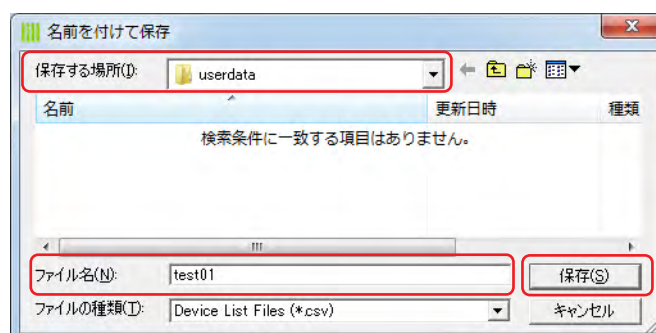 名前を付けて保存
保存する場所(I): userdata
名前 更新日時 種類
検索条件に一致する項目はありません。
ファイル名(N): test01 保存(S)
ファイルの種類(T): Device List Files (*.csv) キャンセル